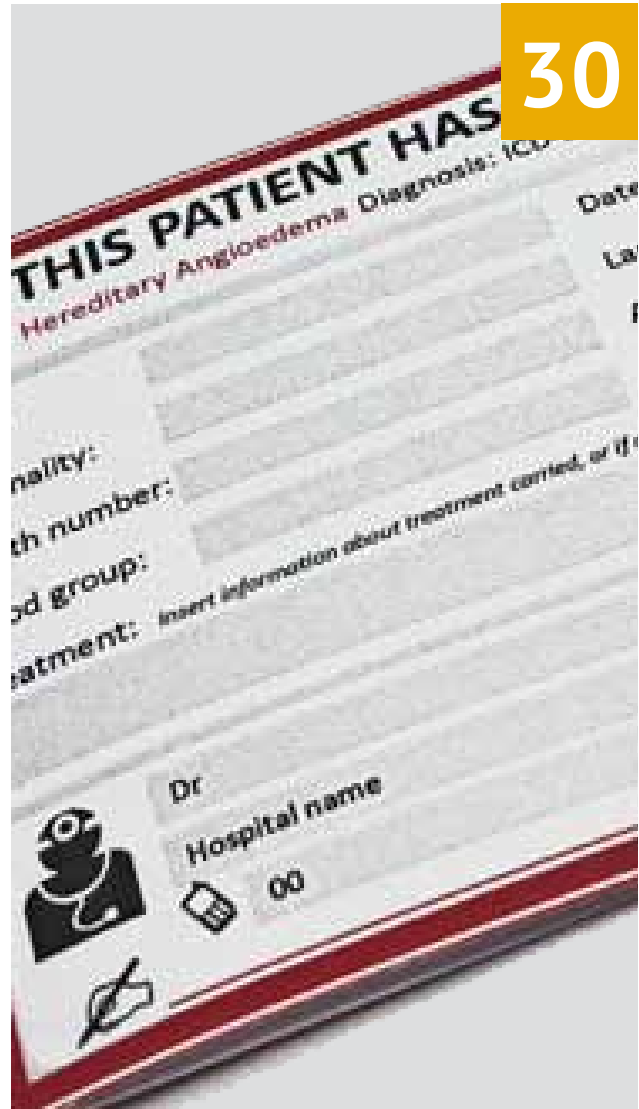 30
THIS PATIENT HAS
Hereditary Angioedema Diagnosis: ICD
Date
La
nality:
th number:
od group:
eatment: Insert information about treatment carried, or if
Dr
Hospital name
00